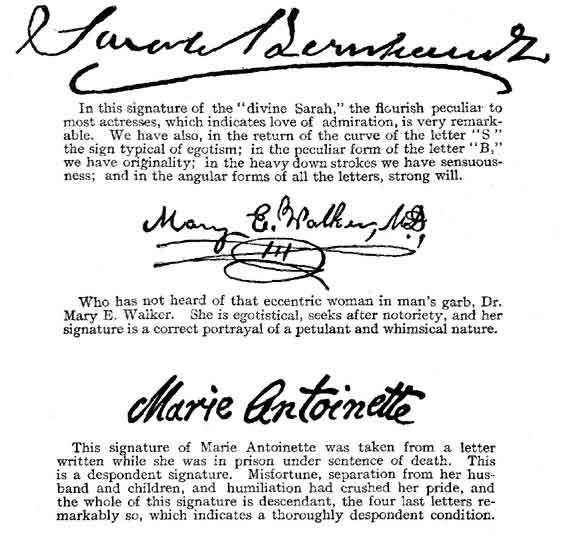 Sarah Bernhardt
In this signature of the "divine Sarah," the flourish peculiar to
most actresses, which indicates love of admiration, is very remark-
able. We have also, in the return of the curve of the letter "S"
the sign typical of egotism; in the peculiar form of the letter "B,"
we have originality; in the heavy down strokes we have sensuous-
ness; and in the angular forms of all the letters, strong will.
Mary E. Walker, M.D.,
Who has not heard of that eccentric woman in man's garb, Dr.
Mary E. Walker. She is egotistical, seeks after notoriety, and her
signature is a correct portrayal of a petulant and whimsical nature.
Marie Antoinette
This signature of Marie Antoinette was taken from a letter
written while she was in prison under sentence of death. This
is a despondent signature. Misfortune, separation from her hus-
band and children, and humiliation had crushed her pride, and
the whole of this signature is descendant, the four last letters re-
markably so, which indicates a thoroughly despondent condition.